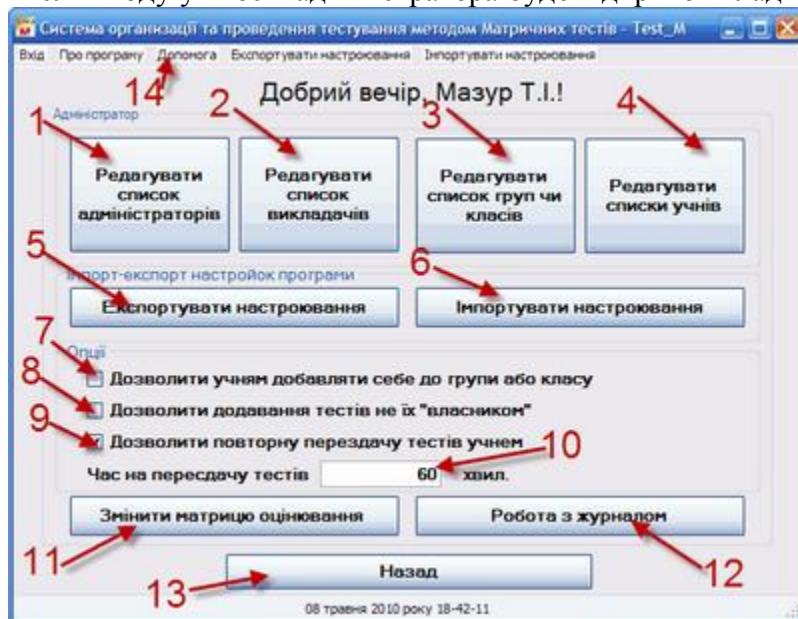 Система організації та проведення тестування методом Матричних тестів - Test_M
Вхід Про програму Допомога Експортувати настроювання Імпортувати настроювання
14
Добрий вечір, Мазур Т.І.!
1 2 3 4
Адміністратор
Редагувати список адміністраторів
Редагувати список викладачів
Редагувати список груп чи класів
Редагувати списки учнів
5 6
Імпорт-експорт настройок програми
Експортувати настроювання
Імпортувати настроювання
7
Опції
Дозволити учням добавляти себе до групи або класу
8
Дозволити додавання тестів не їх "власником"
9
Дозволити повторну перездачу тестів учнем
10
Час на пересдачу тестів 60 хвил.
Змінити матрицю оцінювання
Робота з журналом
11 12
Назад
13
08 травня 2010 року 18-42-11